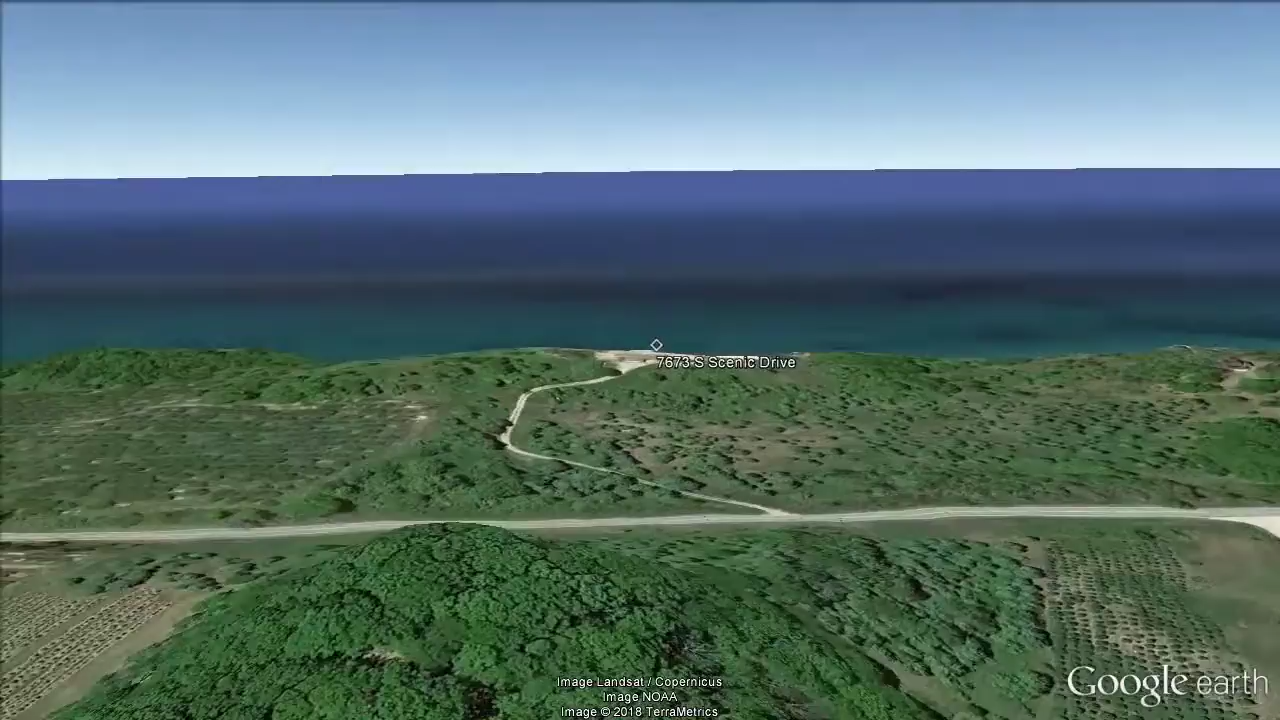 7673 S Scenic Drive
Image Landsat / Copernicus
Image NOAA
Image © 2018 TerraMetrics
Google earth